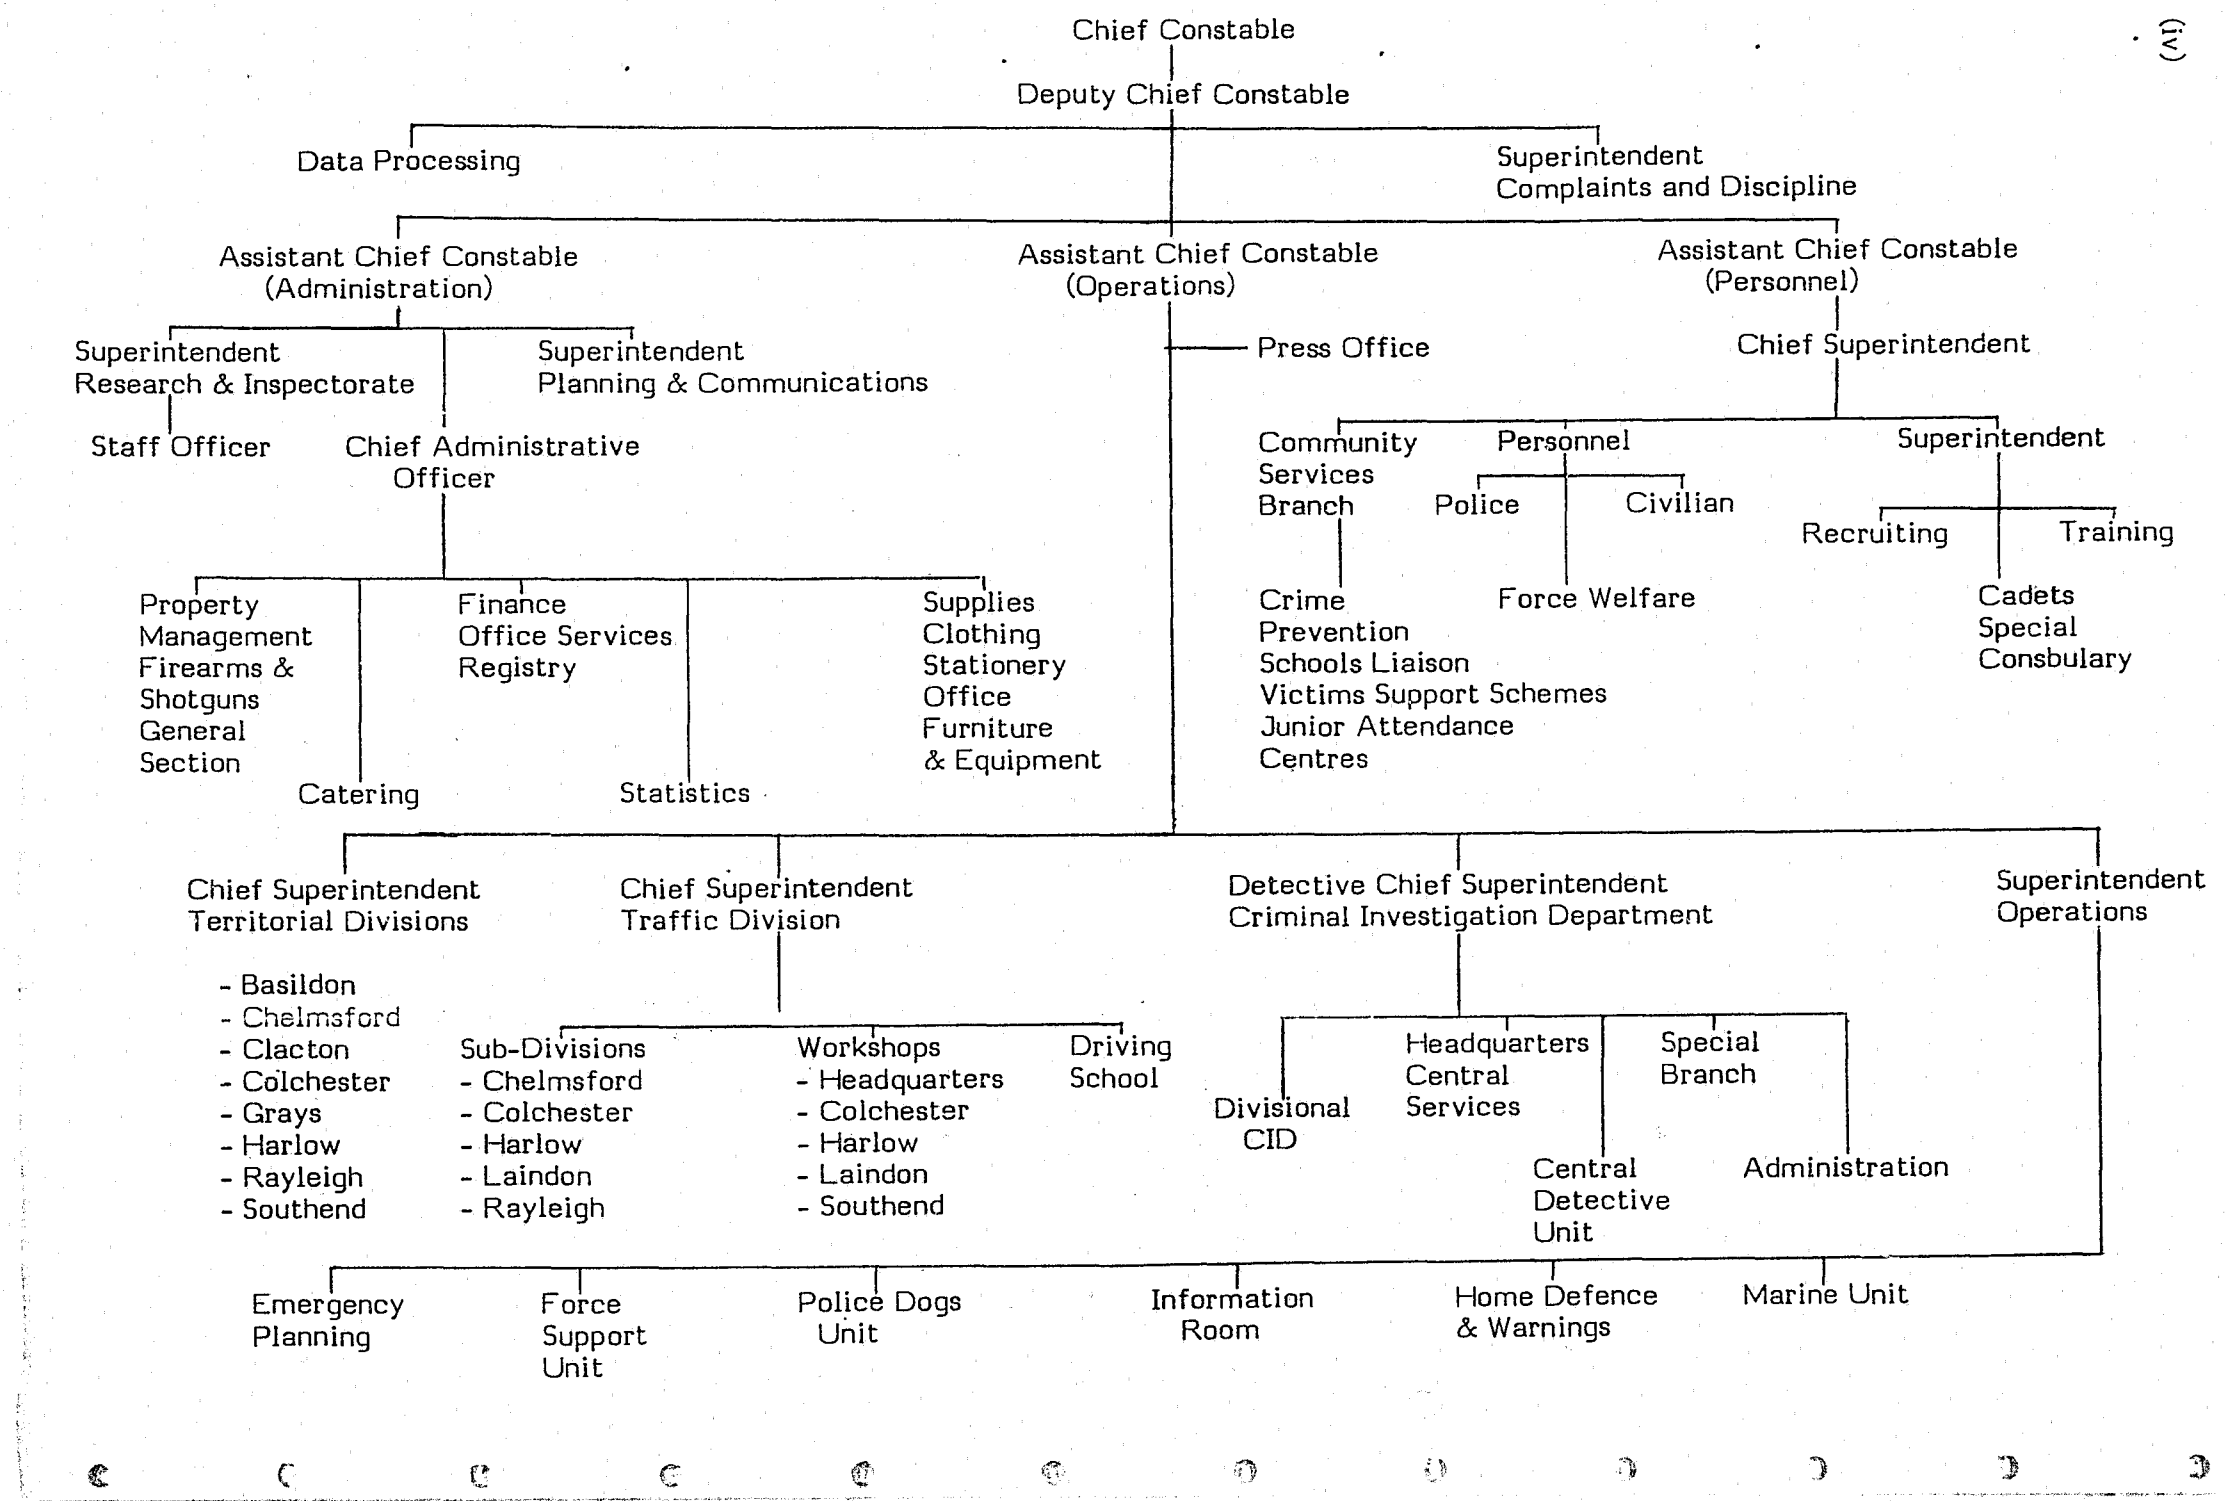 (iv)
Chief Constable
Deputy Chief Constable
Data Processing
Superintendent
Complaints and Discipline
Assistant Chief Constable
(Administration)
Assistant Chief Constable
(Operations)
Assistant Chief Constable
(Personnel)
Superintendent
Research & Inspectorate
Superintendent
Planning & Communications
Press Office
Chief Superintendent
Staff Officer
Chief Administrative
Officer
Community
Services
Branch
Personnel
Superintendent
Police
Civilian
Recruiting
Training
Property
Management
Firearms &
Shotguns
General
Section
Finance
Office Services
Registry
Supplies
Clothing
Stationery
Office
Furniture
& Equipment
Crime
Prevention
Schools Liaison
Victims Support Schemes
Junior Attendance
Centres
Force Welfare
Cadets
Special
Consbulary
Catering
Statistics
Chief Superintendent
Territorial Divisions
Chief Superintendent
Traffic Division
Detective Chief Superintendent
Criminal Investigation Department
Superintendent
Operations
- Basildon
- Chelmsford
- Clacton
- Colchester
- Grays
- Harlow
- Rayleigh
- Southend
Sub-Divisions
- Chelmsford
- Colchester
- Harlow
- Laindon
- Rayleigh
Workshops
- Headquarters
- Colchester
- Harlow
- Laindon
- Southend
Driving
School
Divisional
CID
Headquarters
Central
Services
Special
Branch
Central
Detective
Unit
Administration
Emergency
Planning
Force
Support
Unit
Police Dogs
Unit
Information
Room
Home Defence
& Warnings
Marine Unit